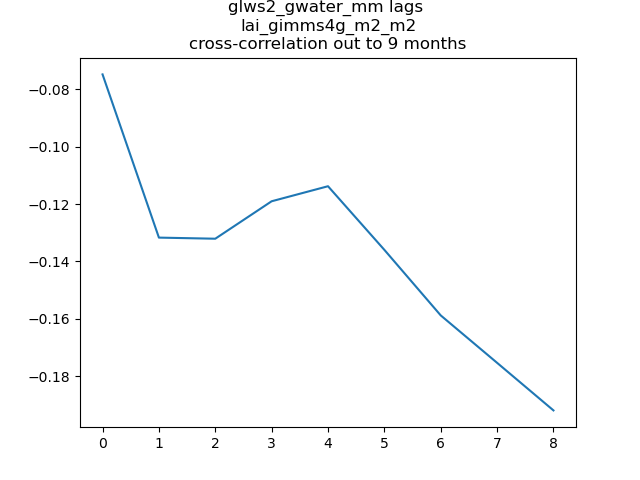 glws2_gwater_mm lags
lai_gimms4g_m2_m2
cross-correlation out to 9 months
−0.08
−0.10
−0.12
−0.14
−0.16
−0.18
0 1 2 3 4 5 6 7 8